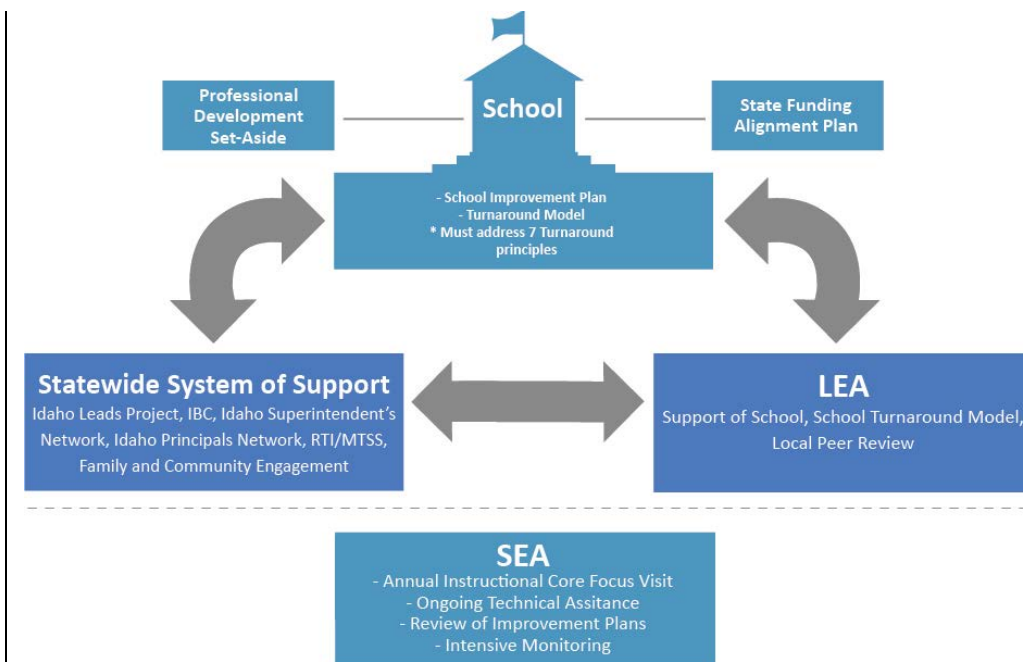 School
Professional
Development
Set-Aside
State Funding
Alignment Plan
- School Improvement Plan
- Turnaround Model
* Must address 7 Turnaround
principles
Statewide System of Support
Idaho Leads Project, IBC, Idaho Superintendent's
Network, Idaho Principals Network, RTI/MTSS,
Family and Community Engagement
LEA
Support of School, School Turnaround Model,
Local Peer Review
SEA
- Annual Instructional Core Focus Visit
- Ongoing Technical Assitance
- Review of Improvement Plans
- Intensive Monitoring